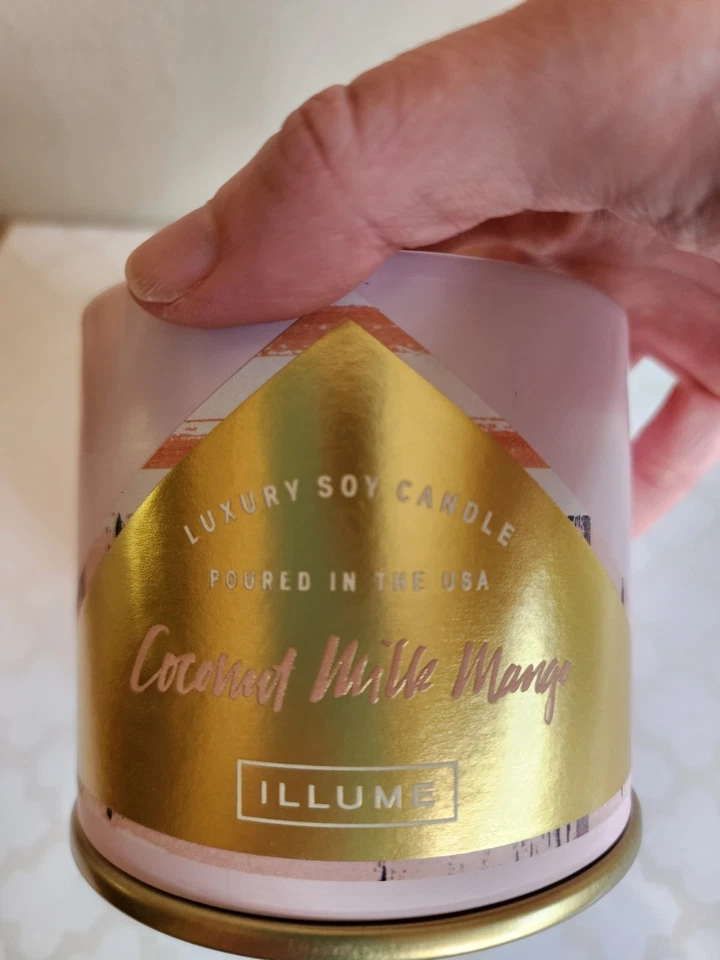 LUXURY SOY CANDLE
POURED IN THE USA
Coconut Milk Mango
ILLUME